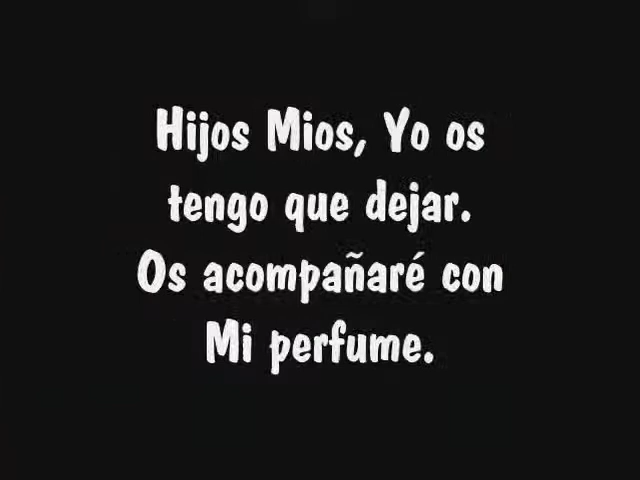 Hijos Mios, Yo os
tengo que dejar.
Os acompañaré con
Mi perfume.